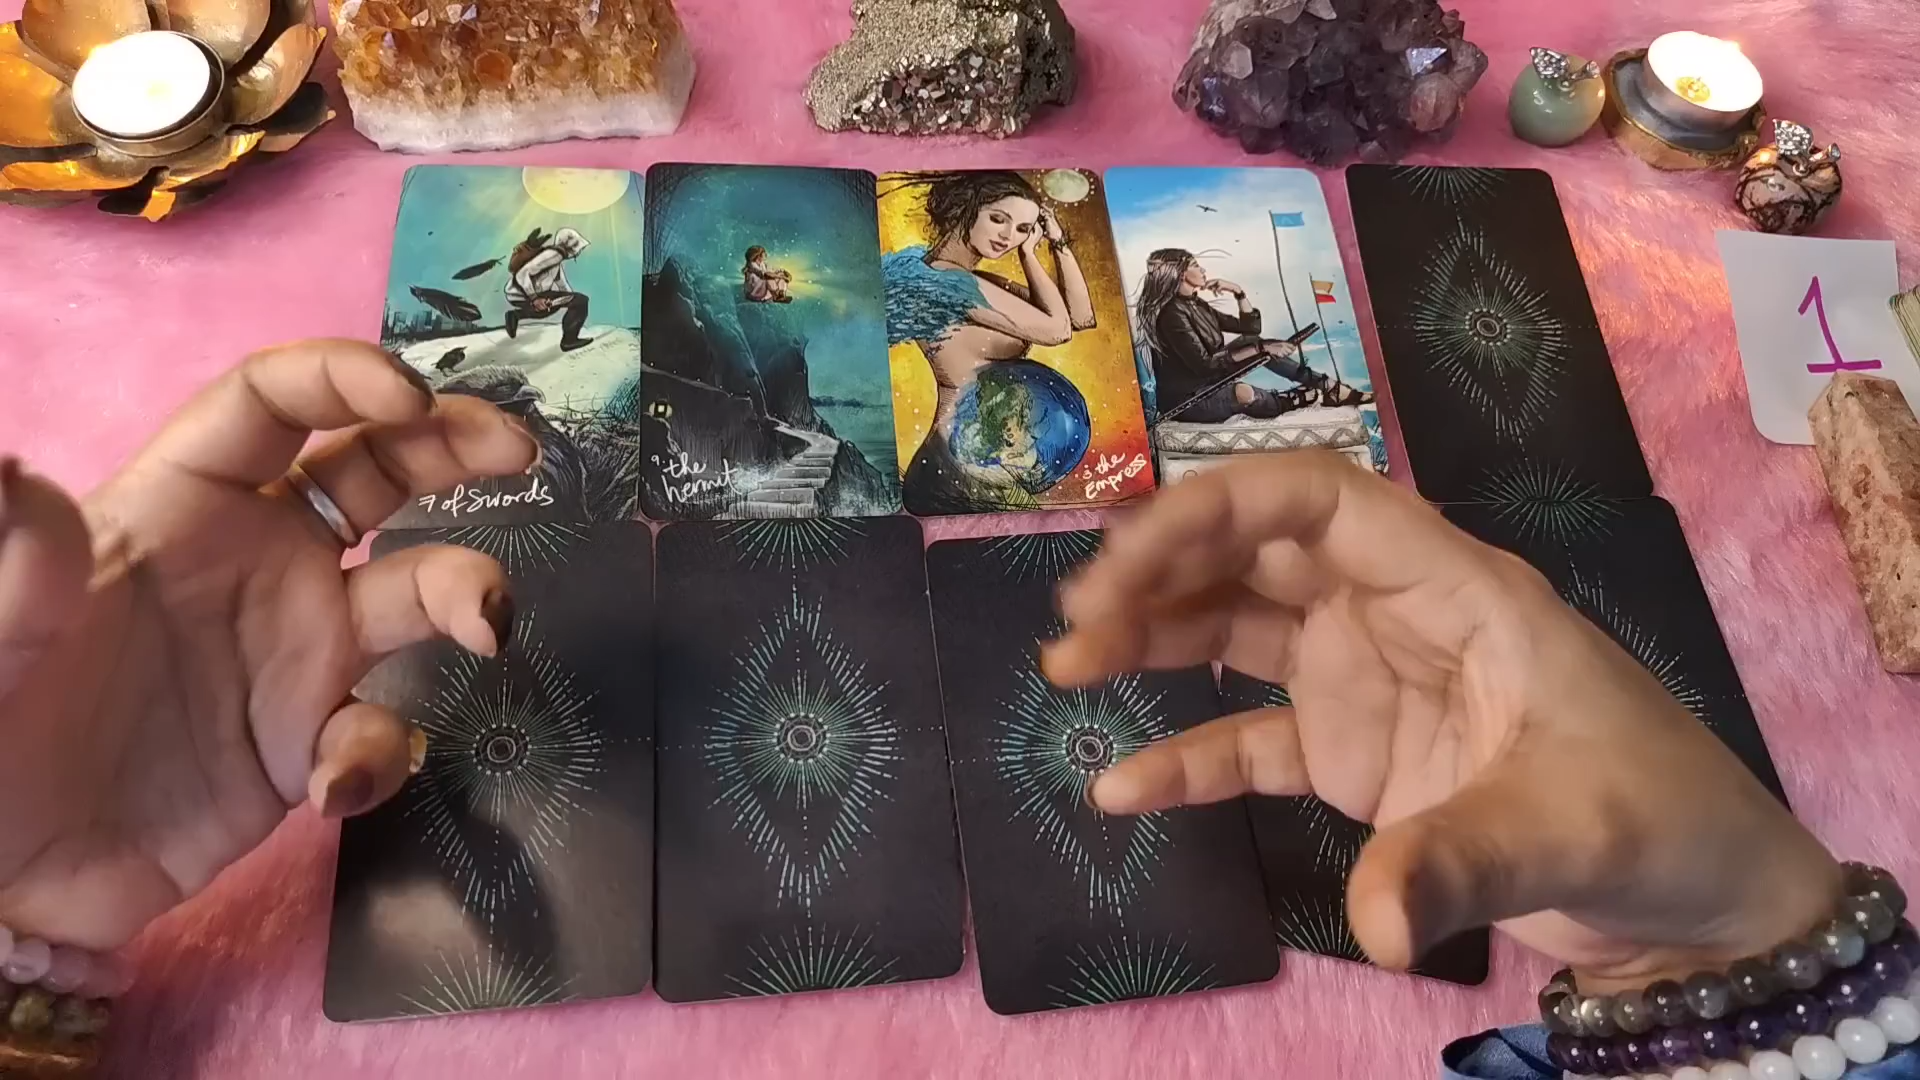 7 of Swords
9. the
hermit
3. the
Empress
1